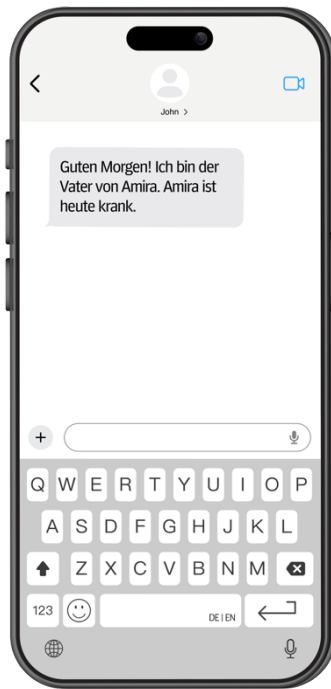 John >
Guten Morgen! Ich bin der
Vater von Amira. Amira ist
heute krank.
+
Q W E R T Y U I O P
A S D F G H J K L
Z X C V B N M
123 DE | EN